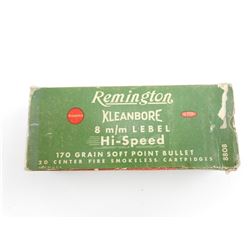 Remington
KLEANBORE
8 m/m LEBEL
Hi-Speed
170 GRAIN SOFT POINT BULLET
20 CENTER FIRE SMOKELESS CARTRIDGES